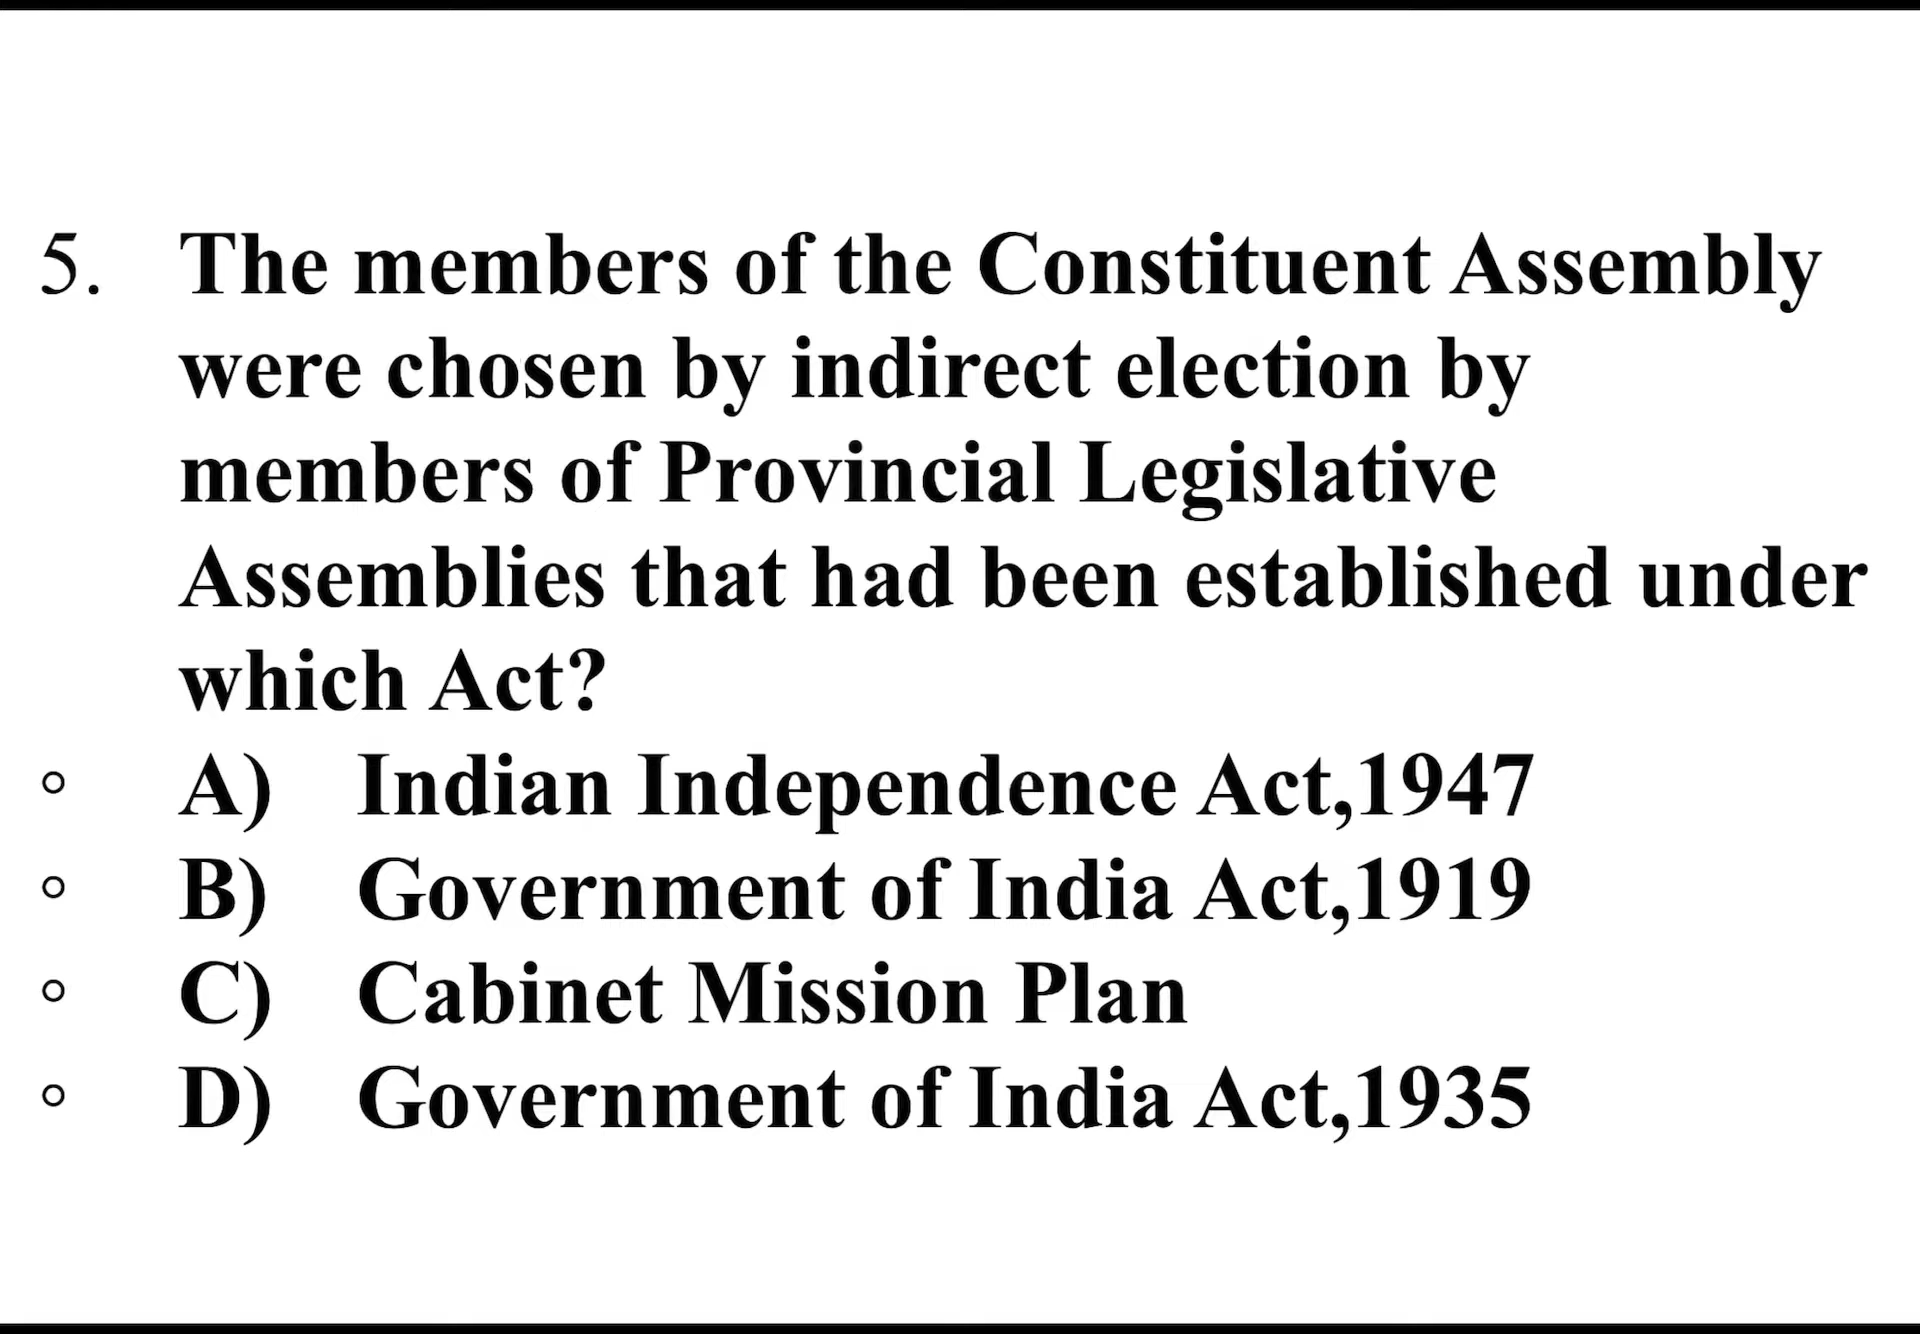 5. The members of the Constituent Assembly
were chosen by indirect election by
members of Provincial Legislative
Assemblies that had been established under
which Act?
A) Indian Independence Act,1947
B) Government of India Act,1919
C) Cabinet Mission Plan
D) Government of India Act,1935